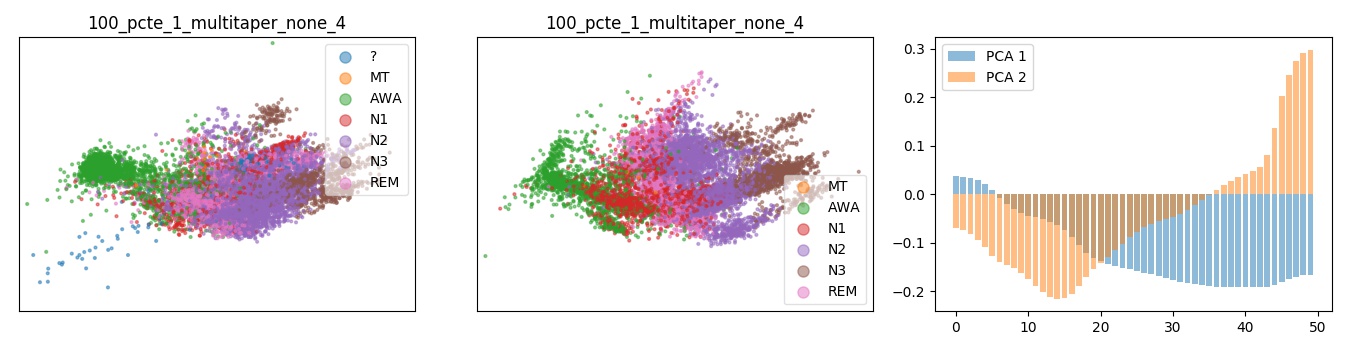 100_pcte_1_multitaper_none_4
?
MT
AWA
N1
N2
N3
REM
100_pcte_1_multitaper_none_4
MT
AWA
N1
N2
N3
REM
PCA 1
PCA 2
0.3
0.2
0.1
0.0
−0.1
−0.2
0 10 20 30 40 50